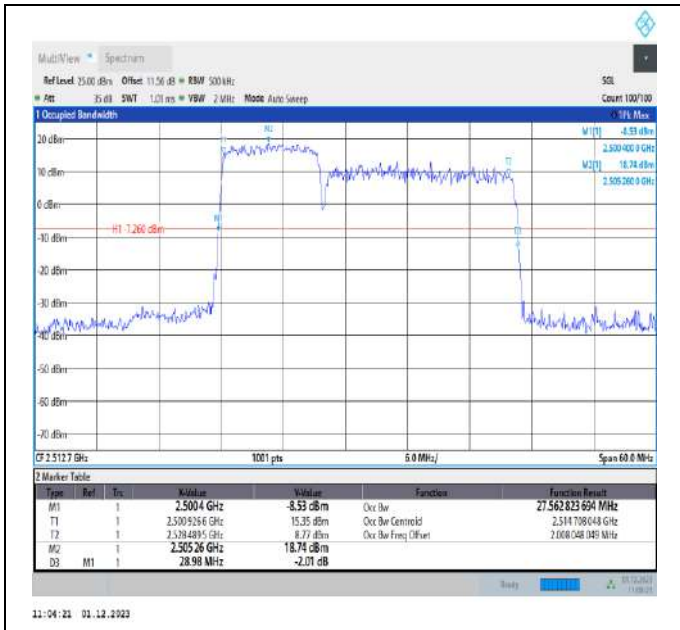 MultiView Spectrum
Ref Level 25.00 dBm Offset 11.56 dB RBW 500 kHz SGL
Att 35 dB SWT 1.01 ms VBW 2 MHz Mode Auto Sweep Count 100/100
1 Occupied Bandwidth 1Pk Max
M1[1] -8.53 dBm
2.500 400 0 GHz
M2[1] 18.74 dBm
2.505 260 0 GHz
M2
20 dBm
10 dBm
0 dBm
H1 -7.260 dBm
-10 dBm
-20 dBm
-30 dBm
-40 dBm
-50 dBm
-60 dBm
-70 dBm
CF 2.5127 GHz 1001 pts 6.0 MHz/ Span 60.0 MHz
2 Marker Table
Type Ref Trc X-Value Y-Value Function Function Result
M1 1 2.5004 GHz -8.53 dBm Occ Bw 27.562 823 694 MHz
T1 1 2.5009266 GHz 15.35 dBm Occ Bw Centroid 2.514 708 048 GHz
T2 1 2.5284895 GHz 8.77 dBm Occ Bw Freq Offset 2.008 048 049 MHz
M2 1 2.50526 GHz 18.74 dBm
D3 M1 1 28.98 MHz -2.01 dB
Ready 01.12.2023
11:04:21
11:04:21 01.12.2023